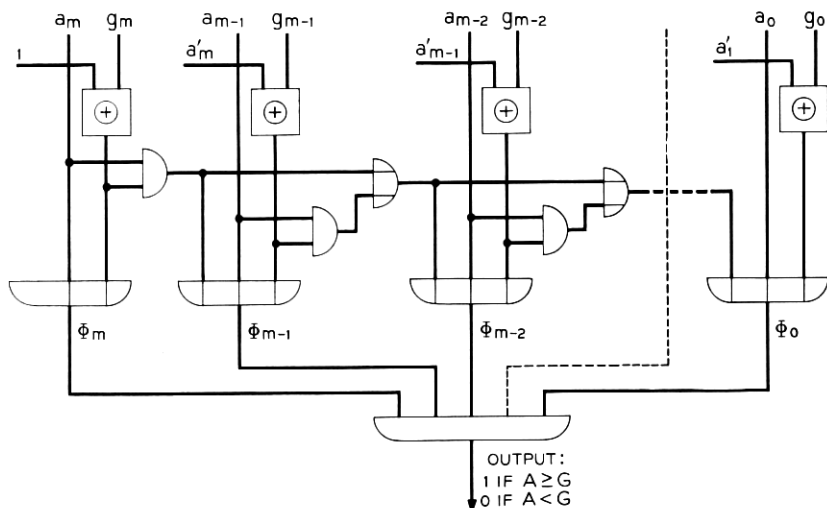 a_m g_m a_{m-1} g_{m-1} a_{m-2} g_{m-2} a_0 g_0
1 a'_m a'_{m-1} a'_1
+ + + +
Φ_m Φ_{m-1} Φ_{m-2} Φ_0
OUTPUT:
1 IF A ≥ G
0 IF A < G